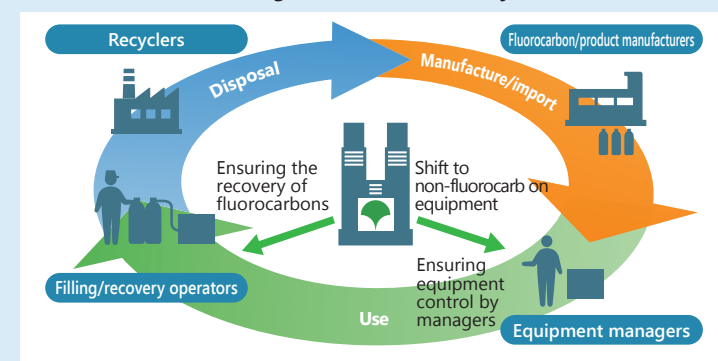 Recyclers
Fluorocarbon/product manufacturers
Disposal
Manufacture/import
Ensuring the
recovery of
fluorocarbons
Shift to
non-fluorocarb on
equipment
Ensuring
equipment
control by
managers
Filling/recovery operators
Use
Equipment managers